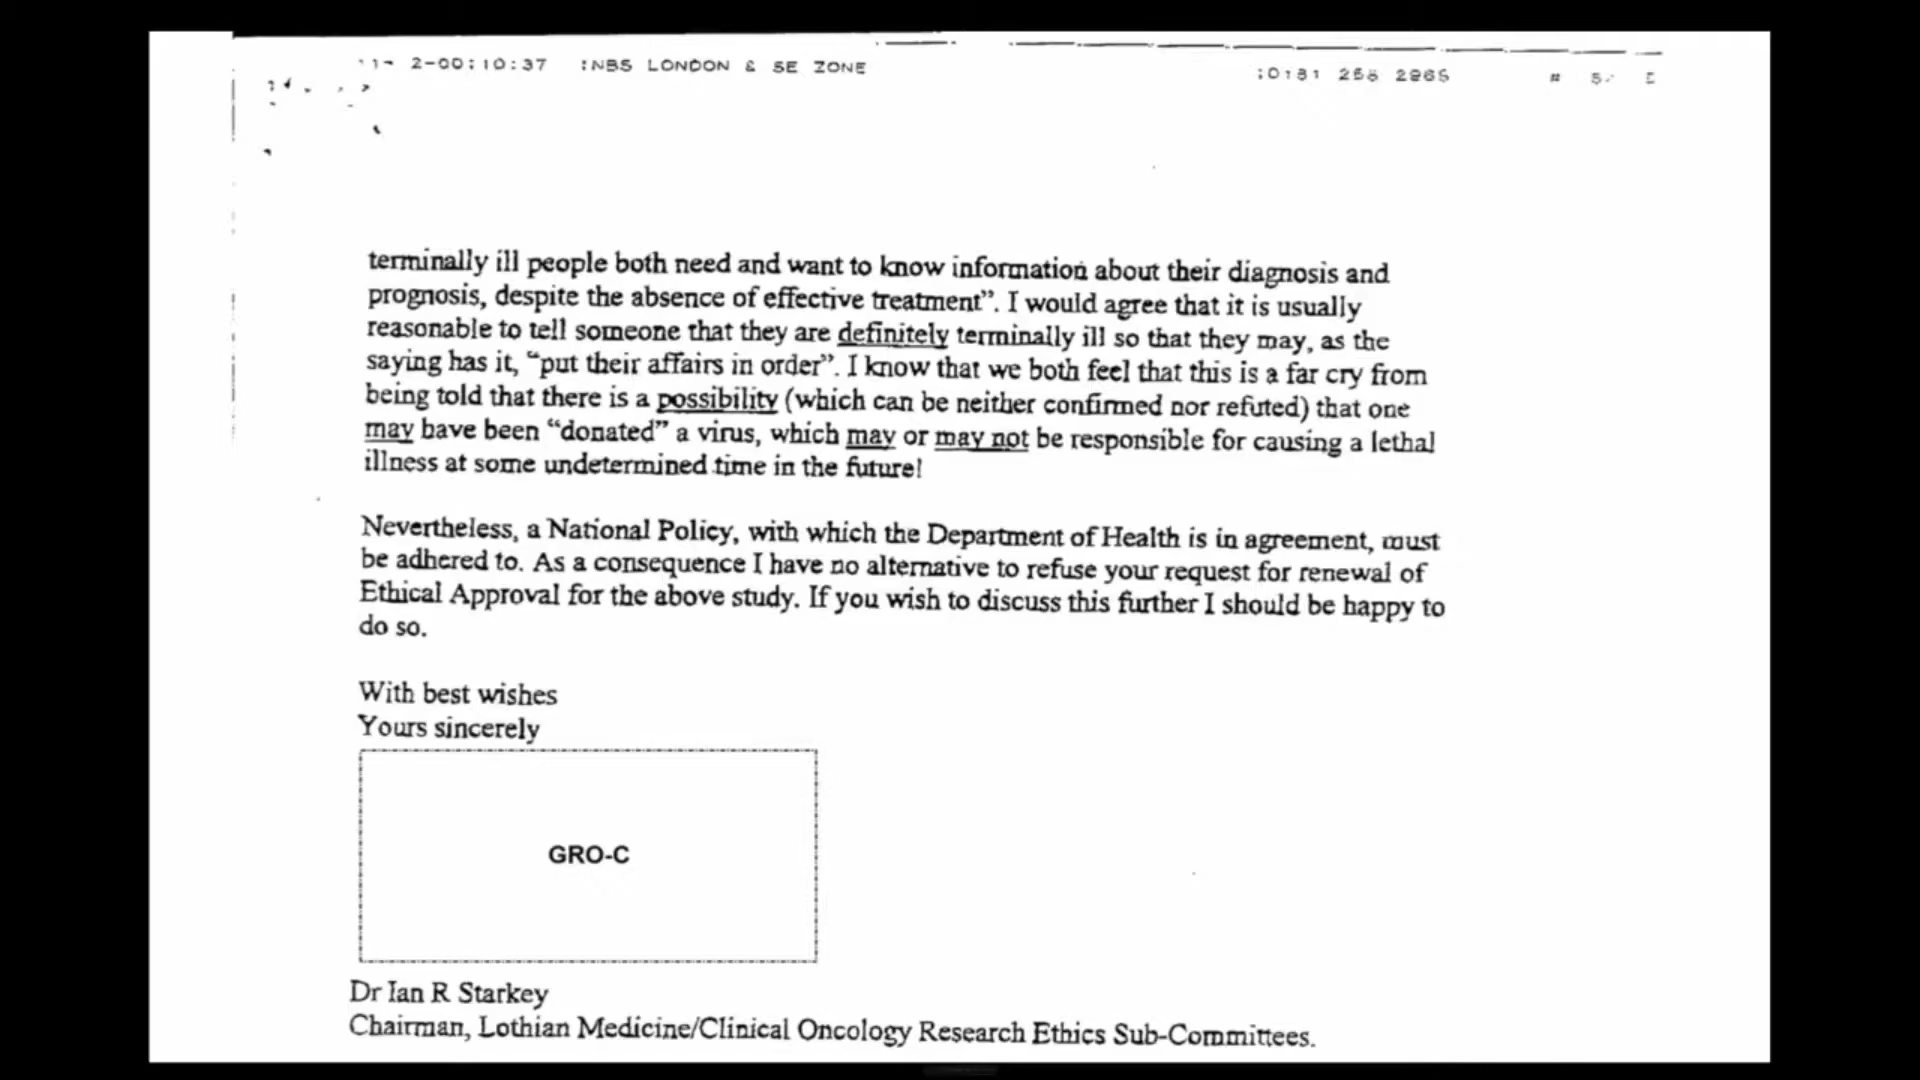 2-00:10:37 :NBS LONDON & SE ZONE
terminally ill people both need and want to know information about their diagnosis and
prognosis, despite the absence of effective treatment”. I would agree that it is usually
reasonable to tell someone that they are definitely terminally ill so that they may, as the
saying has it, “put their affairs in order”. I know that we both feel that this is a far cry from
being told that there is a possibility (which can be neither confirmed nor refuted) that one
may have been “donated” a virus, which may or may not be responsible for causing a lethal
illness at some undetermined time in the future!
Nevertheless, a National Policy, with which the Department of Health is in agreement, must
be adhered to. As a consequence I have no alternative to refuse your request for renewal of
Ethical Approval for the above study. If you wish to discuss this further I should be happy to
do so.
With best wishes
Yours sincerely
GRO-C
Dr Ian R Starkey
Chairman, Lothian Medicine/Clinical Oncology Research Ethics Sub-Committees.